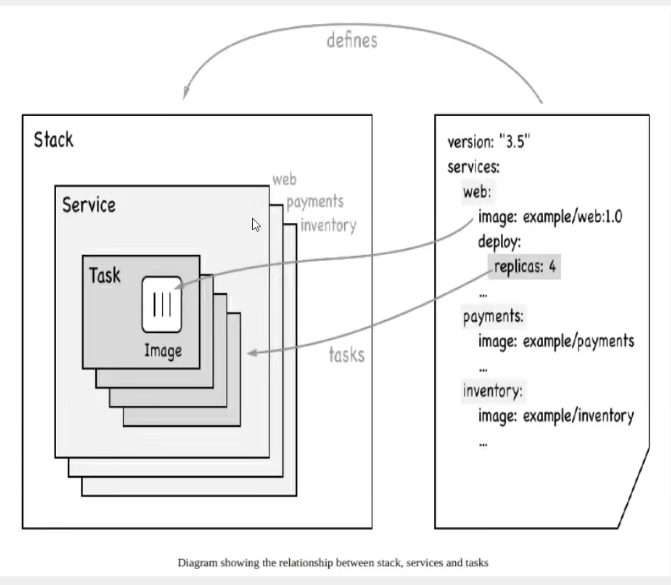 defines
Stack
web
payments
inventory
Service
Task
Image
tasks
version: "3.5"
services:
web:
image: example/web:1.0
deploy:
replicas: 4
...
payments:
image: example/payments
...
inventory:
image: example/inventory
...
Diagram showing the relationship between stack, services and tasks